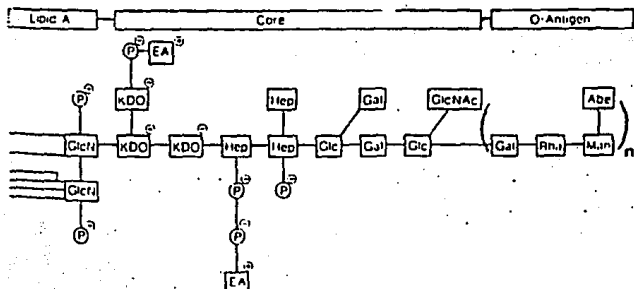 Lipid A Core O-Antigen
P EA
P KDO Hep Gal GlcNAc Abe
GlcN KDO KDO Hep Hep Glc Gal Glc ( Gal Rha Man ) n
GlcN P P
P P
EA